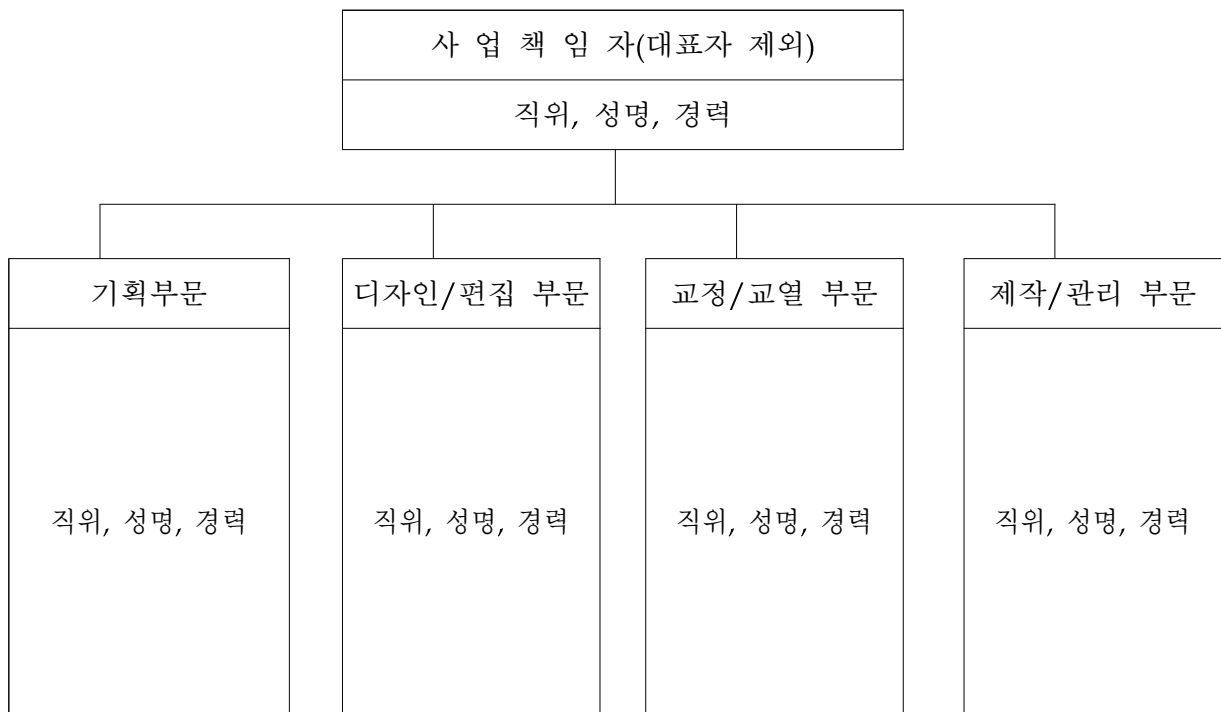 사 업 책 임 자(대표자 제외)
직위, 성명, 경력
기획부문
디자인/편집 부문
교정/교열 부문
제작/관리 부문
직위, 성명, 경력
직위, 성명, 경력
직위, 성명, 경력
직위, 성명, 경력